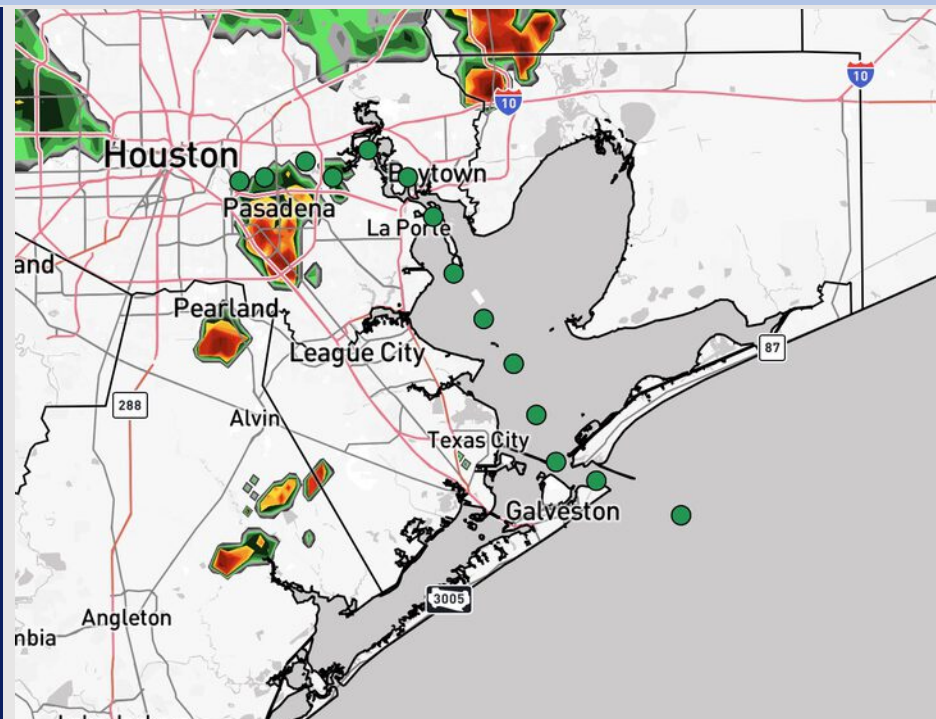 10
10
Houston
Baytown
Pasadena
La Porte
and
Pearland
League City
87
288
Alvin
Texas City
Galveston
3005
Angleton
mbia